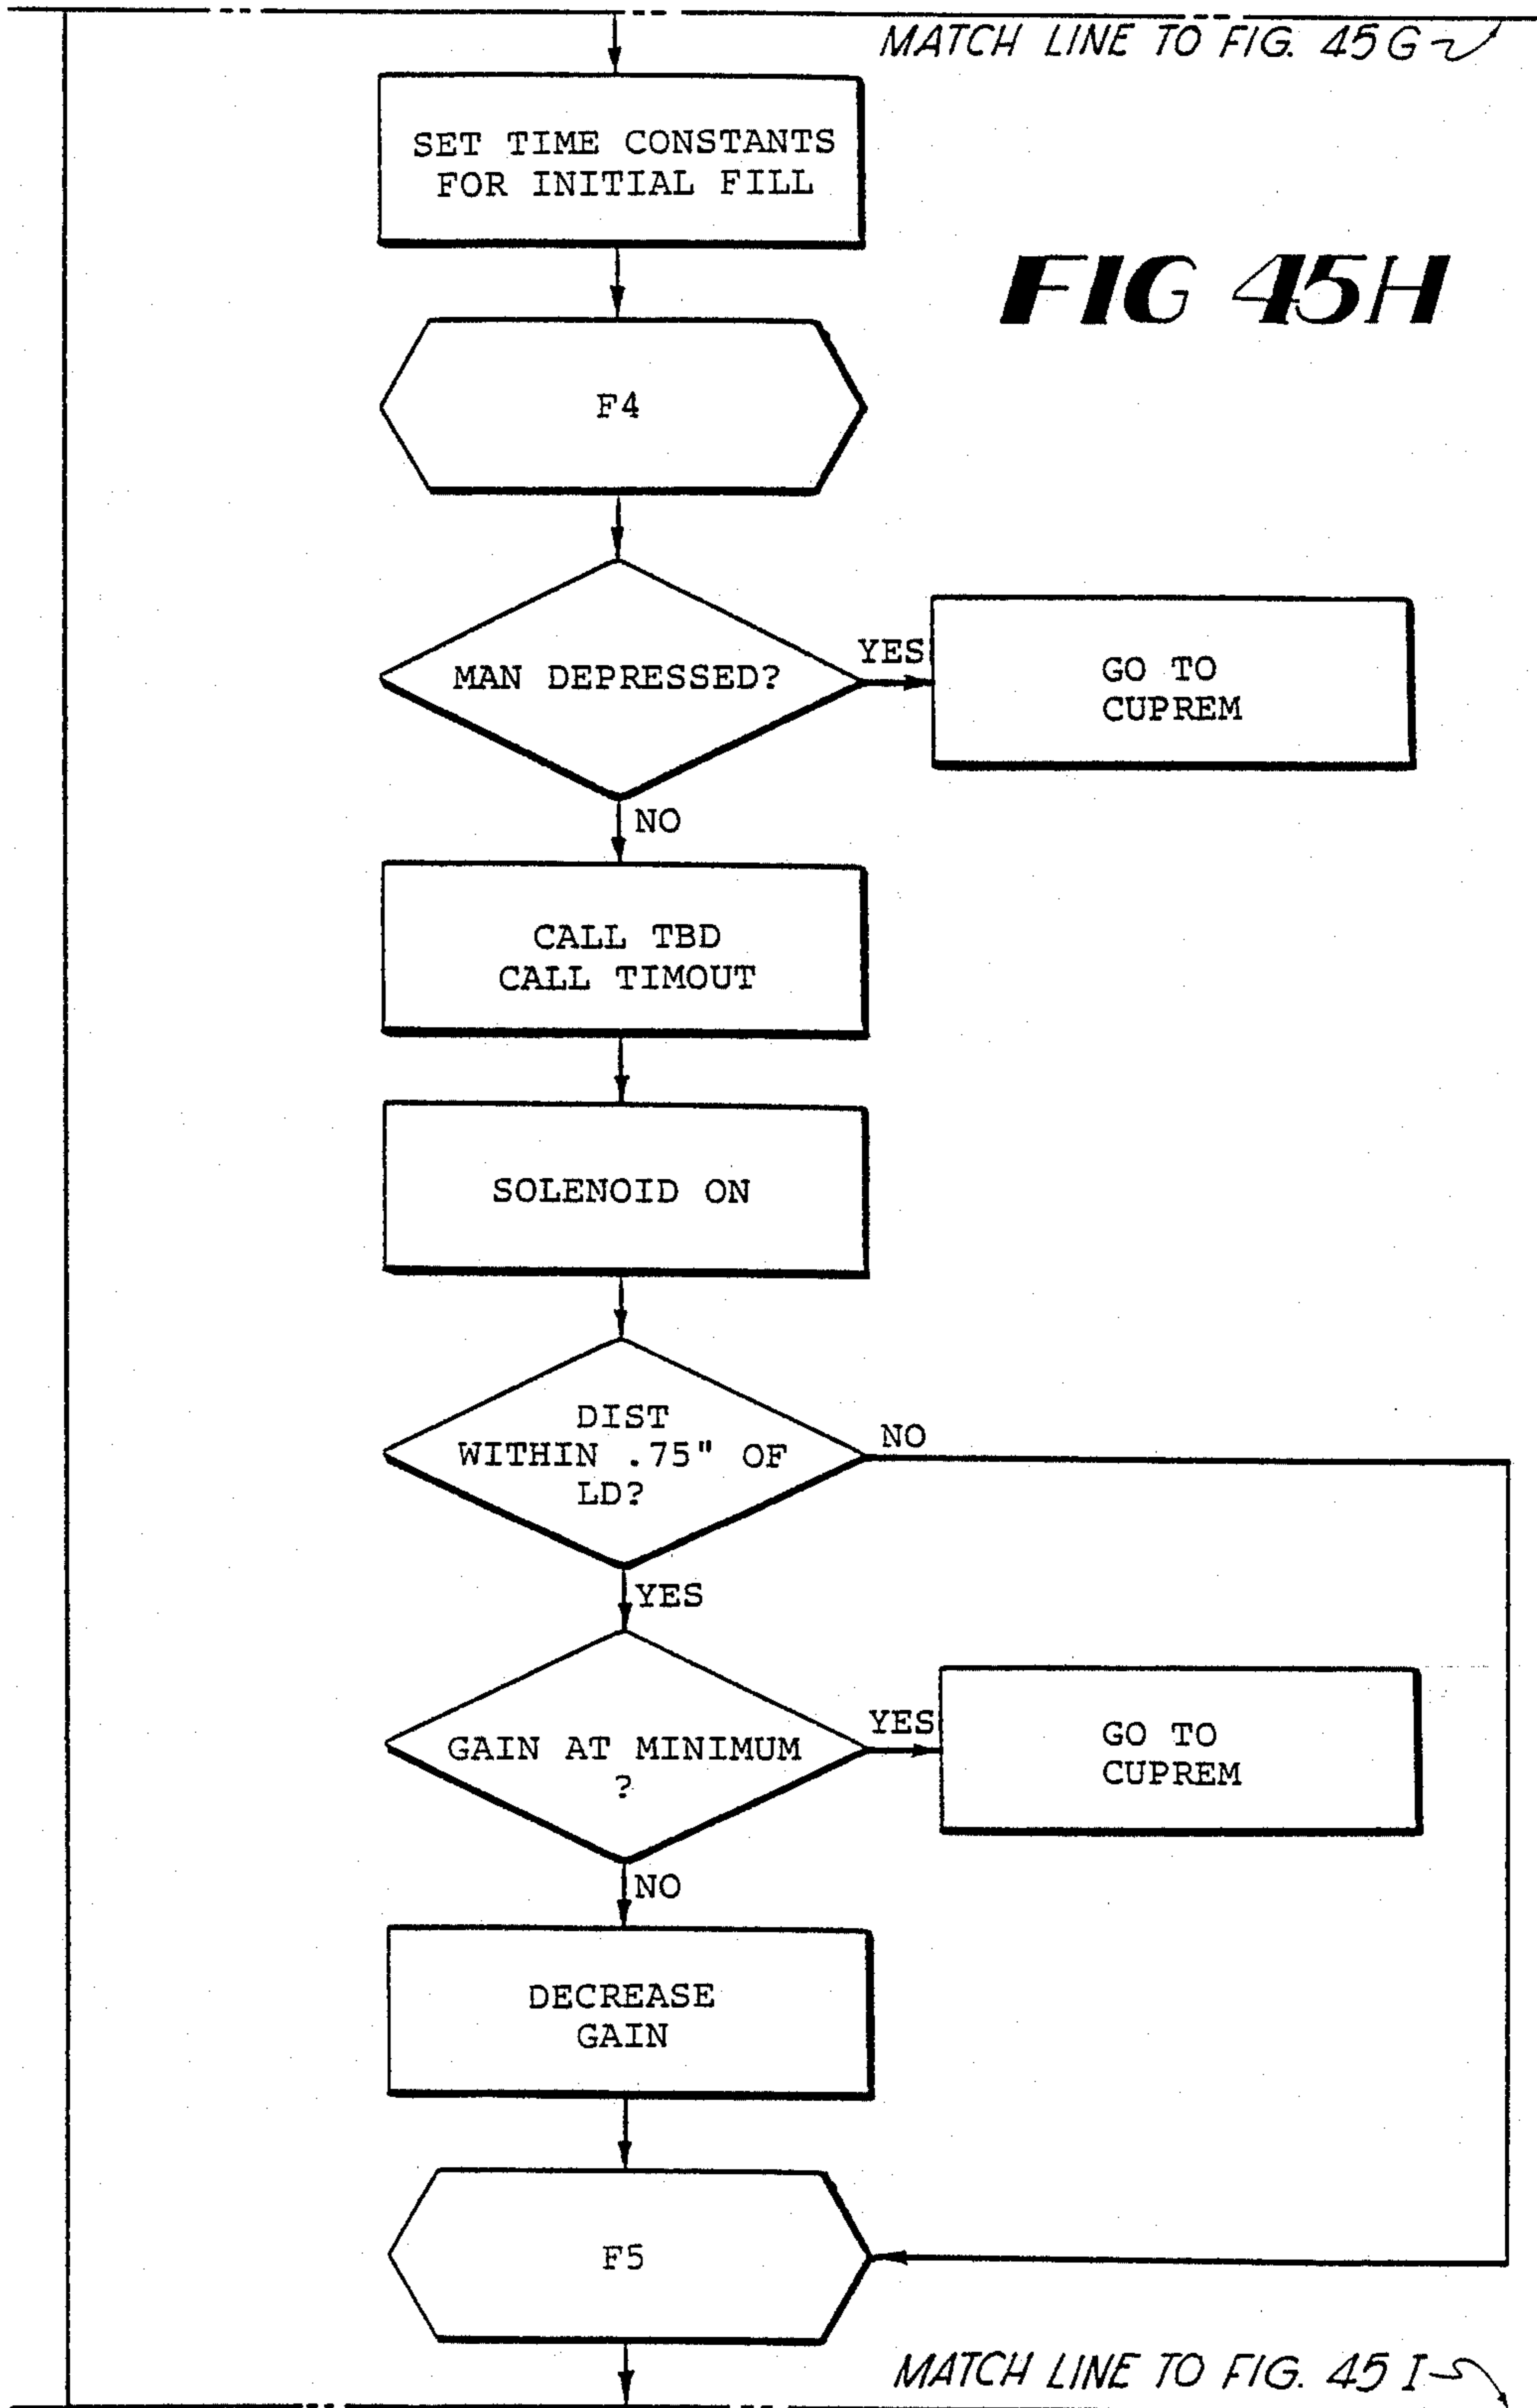 MATCH LINE TO FIG. 45G
SET TIME CONSTANTS
FOR INITIAL FILL
FIG 45H
F4
MAN DEPRESSED?
YES
GO TO
CUPREM
NO
CALL TBD
CALL TIMOUT
SOLENOID ON
DIST
WITHIN .75" OF
LD?
NO
YES
GAIN AT MINIMUM
?
YES
GO TO
CUPREM
NO
DECREASE
GAIN
F5
MATCH LINE TO FIG. 45 I